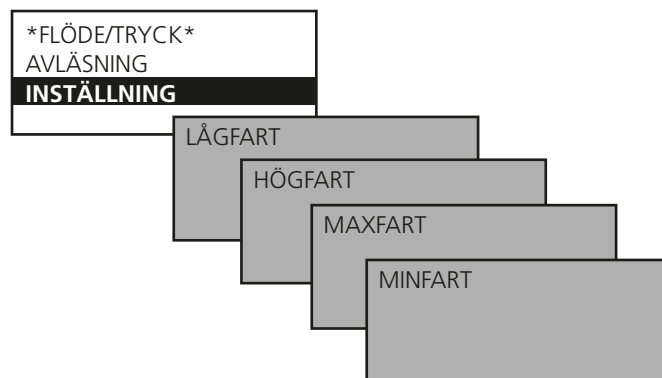 *FLÖDE/TRYCK*
AVLÄSNING
INSTÄLLNING
LÅGFART
HÖGFART
MAXFART
MINFART